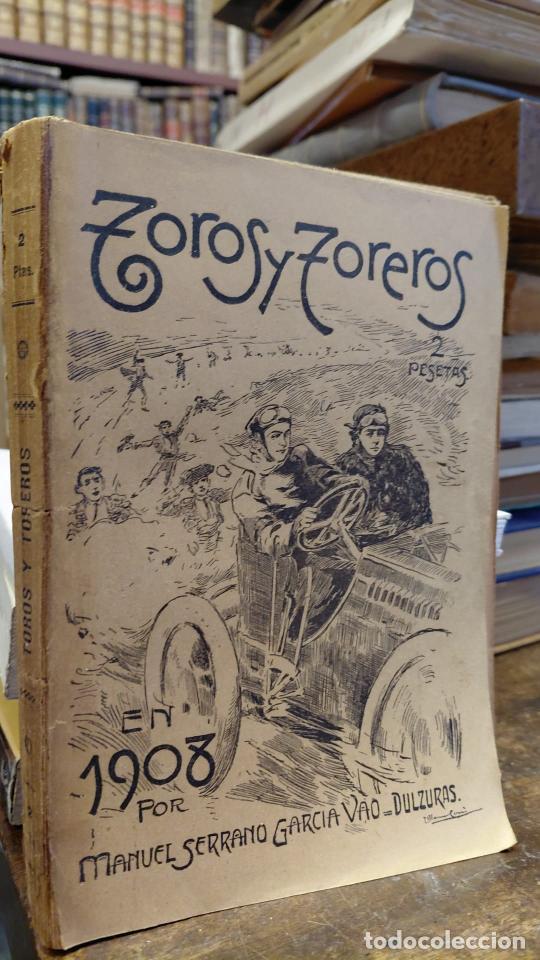 Toros y Toreros
2
PESETAS.
EN
1908
POR
MANUEL SERRANO GARCIA VAO=DULZURAS.
2
Ptas.
TOROS Y TOREROS
todocoleccion